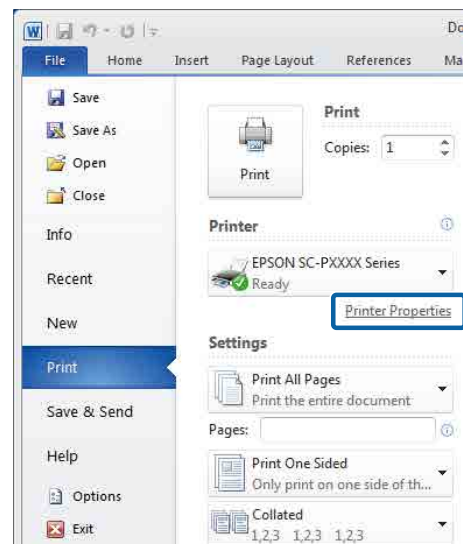 W
Do
File Home Insert Page Layout References Ma
Save
Save As
Open
Close
Info
Recent
New
Print
Save & Send
Help
Options
Exit
Print
Print
Copies: 1
Printer
EPSON SC-PXXXX Series
Ready
Printer Properties
Settings
Print All Pages
Print the entire document
Pages:
Print One Sided
Only print on one side of th...
Collated
1,2,3 1,2,3 1,2,3